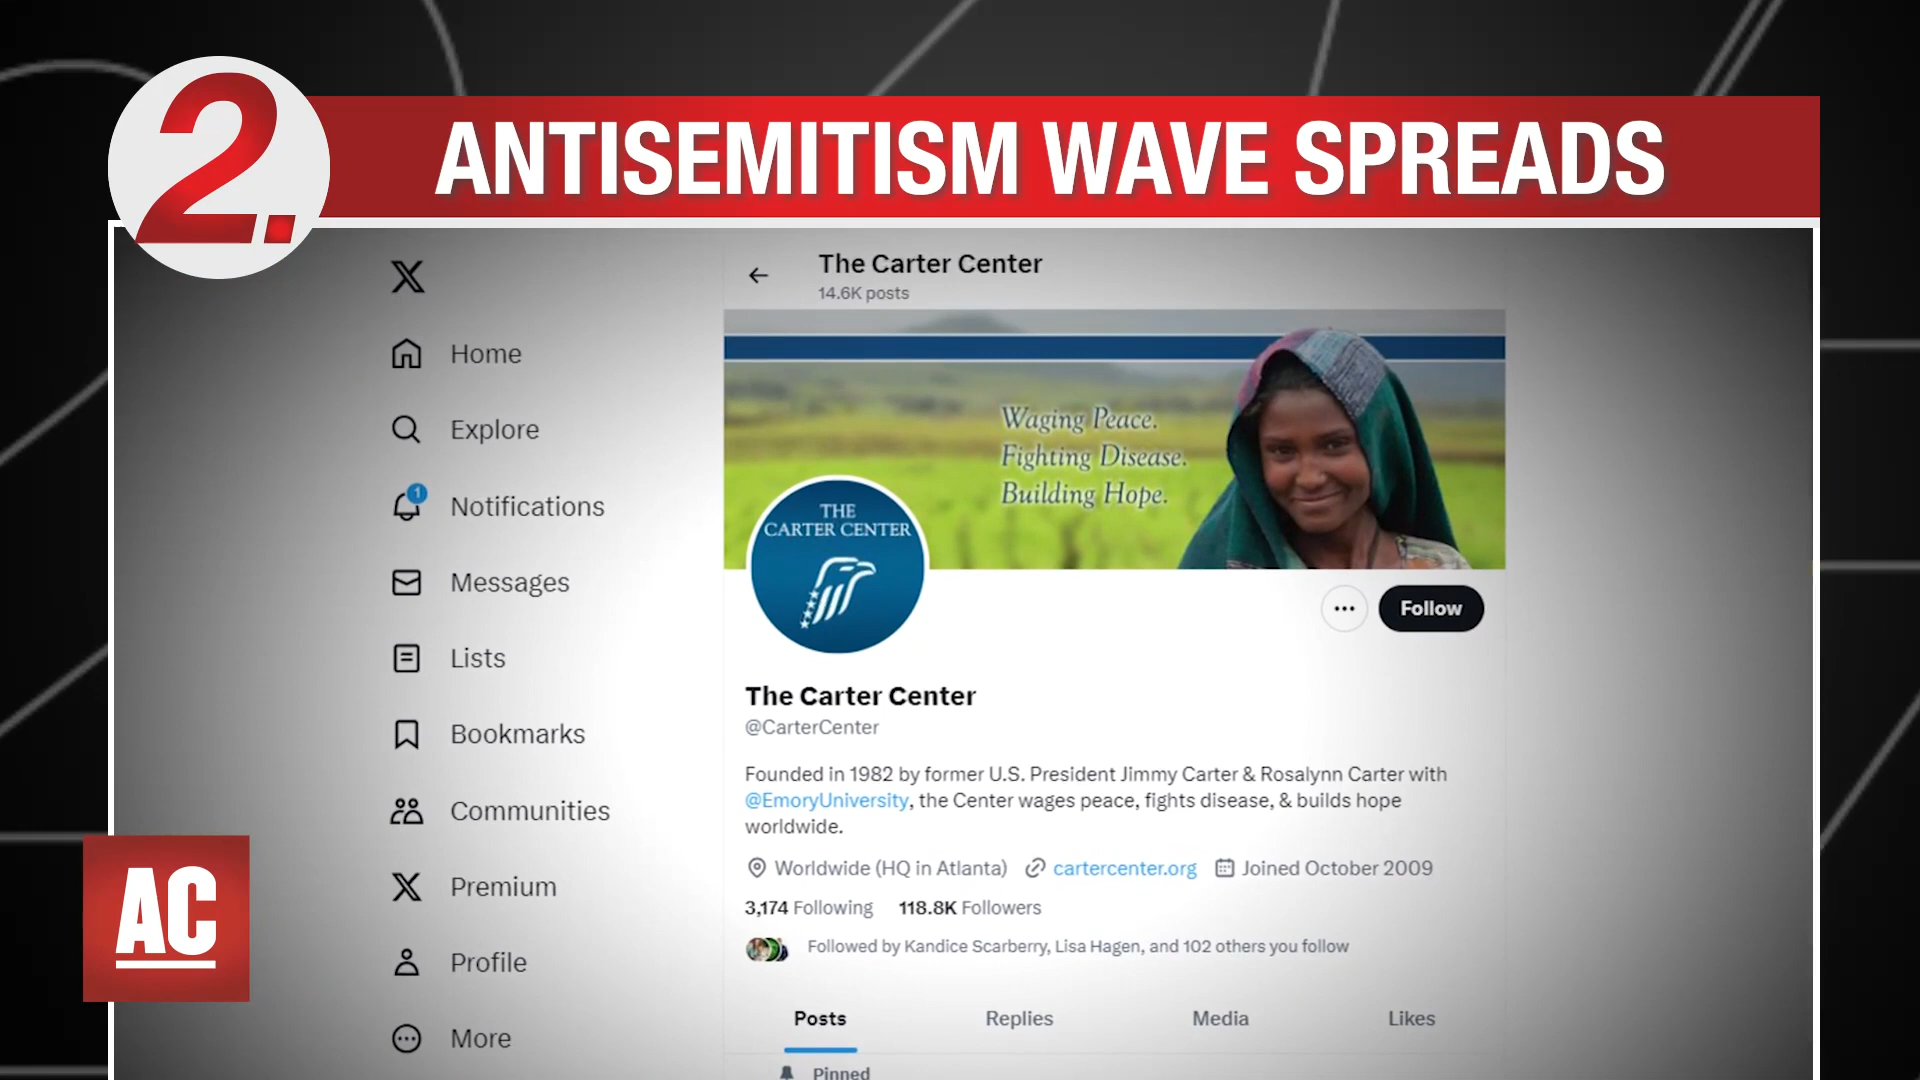 2.
ANTISEMITISM WAVE SPREADS
X
Home
Explore
1
Notifications
Messages
Lists
Bookmarks
Communities
X
Premium
Profile
More
The Carter Center
14.6K posts
Waging Peace.
Fighting Disease.
Building Hope.
THE
CARTER CENTER
Follow
The Carter Center
@CarterCenter
Founded in 1982 by former U.S. President Jimmy Carter & Rosalynn Carter with
@EmoryUniversity, the Center wages peace, fights disease, & builds hope
worldwide.
Worldwide (HQ in Atlanta) cartercenter.org Joined October 2009
3,174 Following 118.8K Followers
Followed by Kandice Scarberry, Lisa Hagen, and 102 others you follow
Posts Replies Media Likes
Pinned
AC